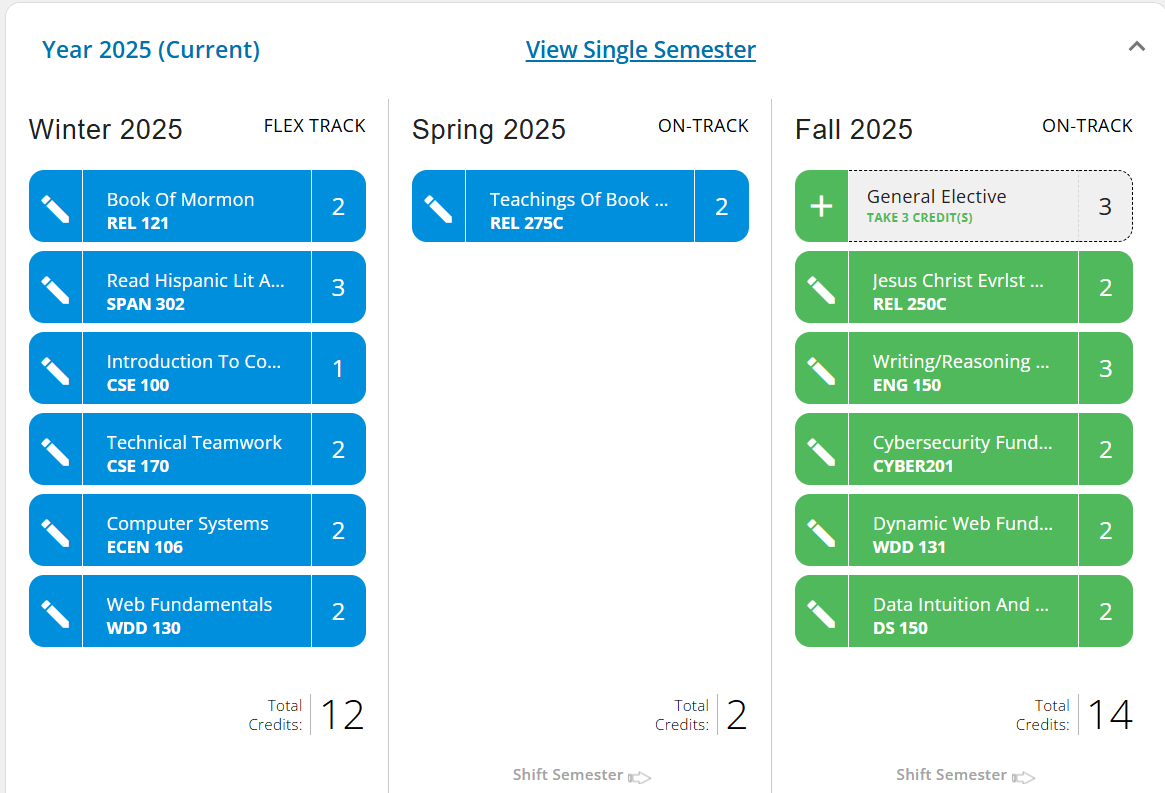 Year 2025 (Current)
View Single Semester
Winter 2025
FLEX TRACK
Book Of Mormon
REL 121
2
Read Hispanic Lit A...
SPAN 302
3
Introduction To Co...
CSE 100
1
Technical Teamwork
CSE 170
2
Computer Systems
ECEN 106
2
Web Fundamentals
WDD 130
2
Total
Credits:
12
Spring 2025
ON-TRACK
Teachings Of Book ...
REL 275C
2
Total
Credits:
2
Shift Semester
Fall 2025
ON-TRACK
General Elective
TAKE 3 CREDIT(S)
3
Jesus Christ Evrlst ...
REL 250C
2
Writing/Reasoning ...
ENG 150
3
Cybersecurity Fund...
CYBER201
2
Dynamic Web Fund...
WDD 131
2
Data Intuition And ...
DS 150
2
Total
Credits:
14
Shift Semester